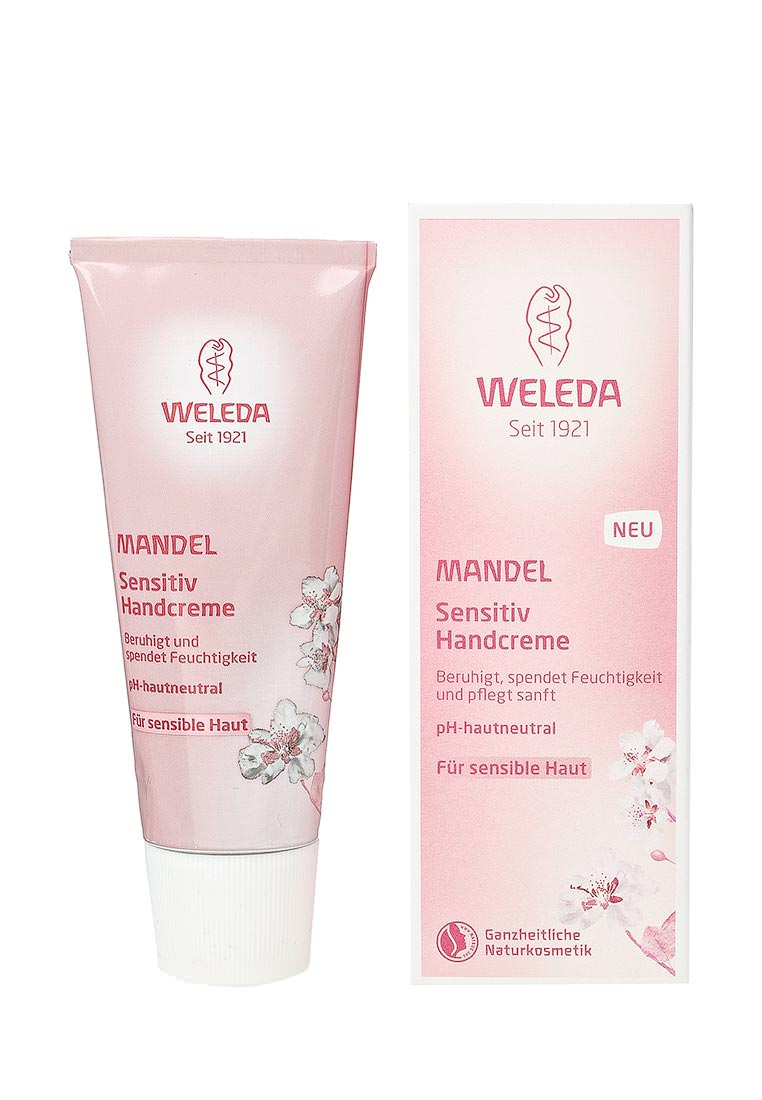 WELEDA
Seit 1921
MANDEL
Sensitiv
Handcreme
Beruhigt und
spendet Feuchtigkeit
pH-hautneutral
Für sensible Haut
WELEDA
Seit 1921
NEU
MANDEL
Sensitiv
Handcreme
Beruhigt, spendet Feuchtigkeit
und pflegt sanft
pH-hautneutral
Für sensible Haut
Ganzheitliche
Naturkosmetik